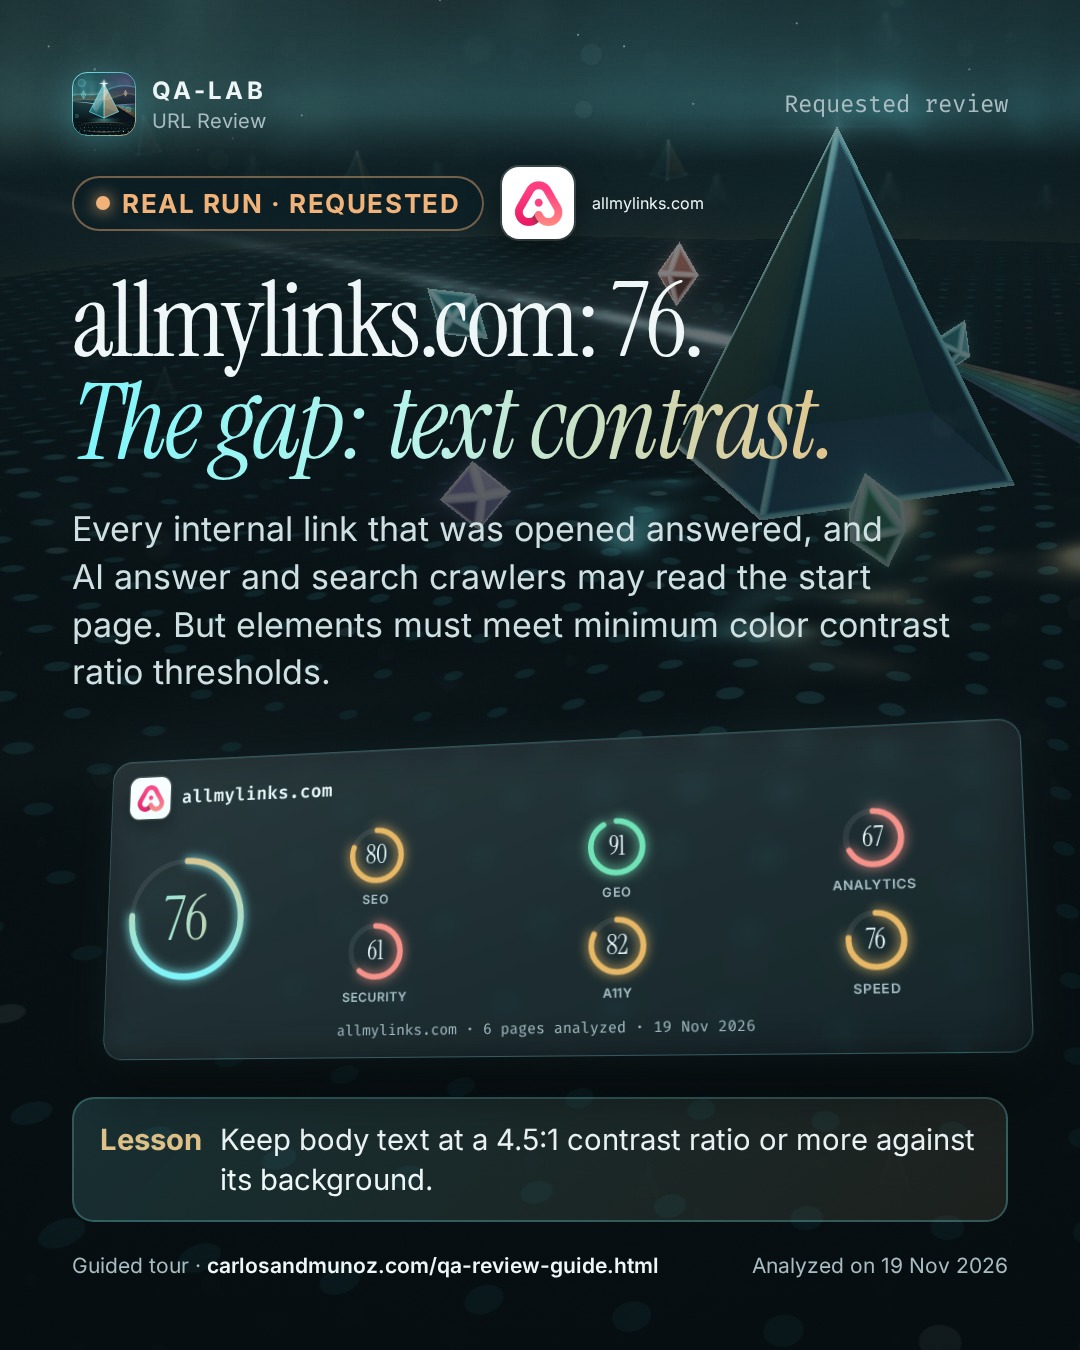 QA-LAB
URL Review
Requested review
REAL RUN · REQUESTED
allmylinks.com
allmylinks.com: 76.
The gap: text contrast.
Every internal link that was opened answered, and
AI answer and search crawlers may read the start
page. But elements must meet minimum color contrast
ratio thresholds.
allmylinks.com
76
80
SEO
91
GEO
67
ANALYTICS
61
SECURITY
82
A11Y
76
SPEED
allmylinks.com · 6 pages analyzed · 19 Nov 2026
Lesson Keep body text at a 4.5:1 contrast ratio or more against
its background.
Guided tour · carlosandmunoz.com/qa-review-guide.html
Analyzed on 19 Nov 2026